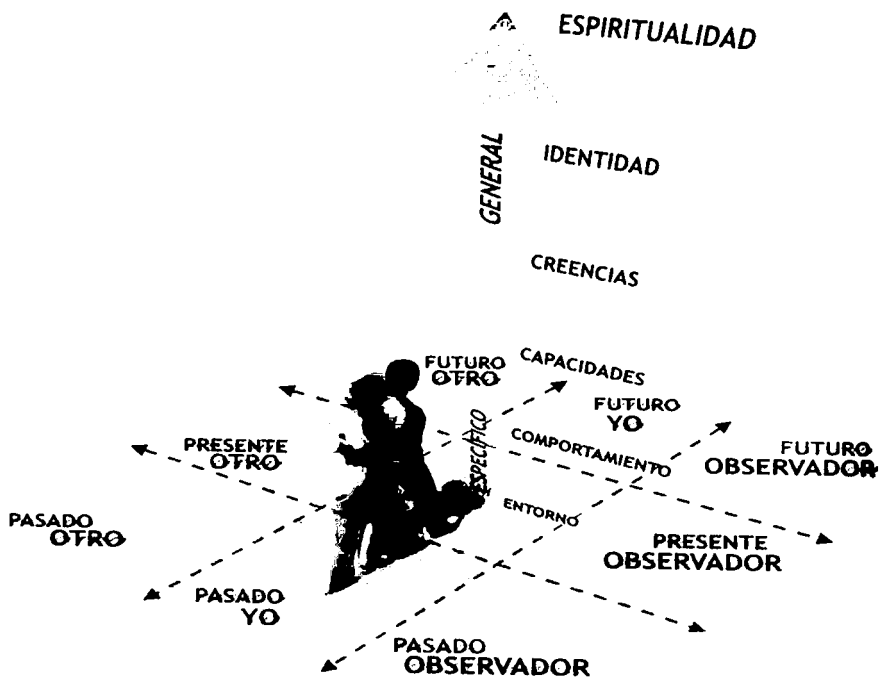 ESPIRITUALIDAD
IDENTIDAD
GENERAL
CREENCIAS
CAPACIDADES
FUTURO
OTRO
FUTURO
YO
ESPECÍFICO
COMPORTAMIENTO
FUTURO
OBSERVADOR
PRESENTE
OTRO
ENTORNO
PASADO
OTRO
PRESENTE
OBSERVADOR
PASADO
YO
PASADO
OBSERVADOR